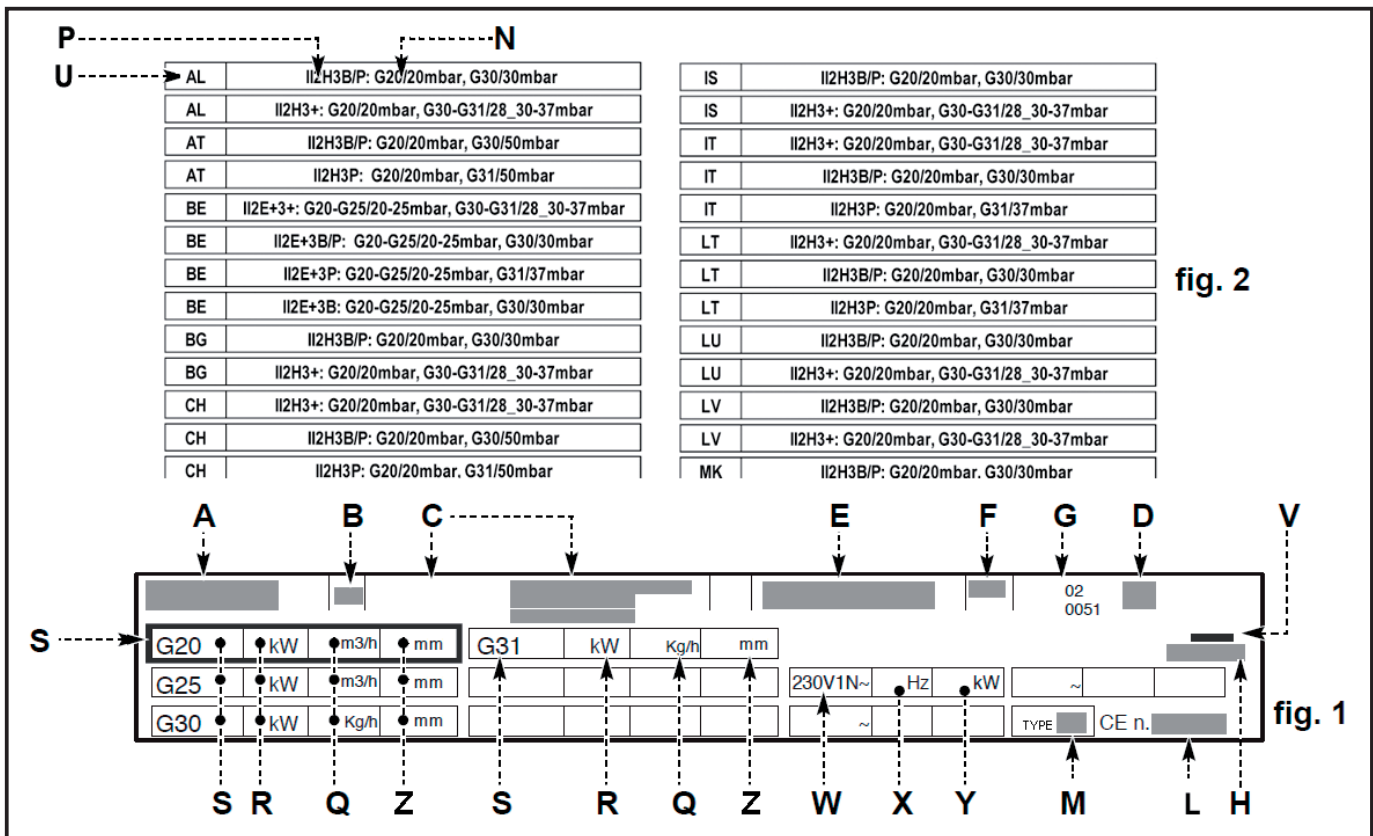 P N
U
AL II2H3B/P: G20/20mbar, G30/30mbar
AL II2H3+: G20/20mbar, G30-G31/28_30-37mbar
AT II2H3B/P: G20/20mbar, G30/50mbar
AT II2H3P: G20/20mbar, G31/50mbar
BE II2E+3+: G20-G25/20-25mbar, G30-G31/28_30-37mbar
BE II2E+3B/P: G20-G25/20-25mbar, G30/30mbar
BE II2E+3P: G20-G25/20-25mbar, G31/37mbar
BE II2E+3B: G20-G25/20-25mbar, G30/30mbar
BG II2H3B/P: G20/20mbar, G30/30mbar
BG II2H3+: G20/20mbar, G30-G31/28_30-37mbar
CH II2H3+: G20/20mbar, G30-G31/28_30-37mbar
CH II2H3B/P: G20/20mbar, G30/50mbar
CH II2H3P: G20/20mbar, G31/50mbar
IS II2H3B/P: G20/20mbar, G30/30mbar
IS II2H3+: G20/20mbar, G30-G31/28_30-37mbar
IT II2H3+: G20/20mbar, G30-G31/28_30-37mbar
IT II2H3B/P: G20/20mbar, G30/30mbar
IT II2H3P: G20/20mbar, G31/37mbar
LT II2H3+: G20/20mbar, G30-G31/28_30-37mbar
LT II2H3B/P: G20/20mbar, G30/30mbar
LT II2H3P: G20/20mbar, G31/37mbar
LU II2H3B/P: G20/20mbar, G30/30mbar
LU II2H3+: G20/20mbar, G30-G31/28_30-37mbar
LV II2H3B/P: G20/20mbar, G30/30mbar
LV II2H3+: G20/20mbar, G30-G31/28_30-37mbar
MK II2H3B/P: G20/20mbar, G30/30mbar
fig. 2
A B C E F G D V
02
0051
S G20 kW m3/h mm G31 kW Kg/h mm
G25 kW m3/h mm 230V1N~ Hz kW ~
G30 kW Kg/h mm ~ TYPE CE n.
fig. 1
S R Q Z S R Q Z W X Y M L H